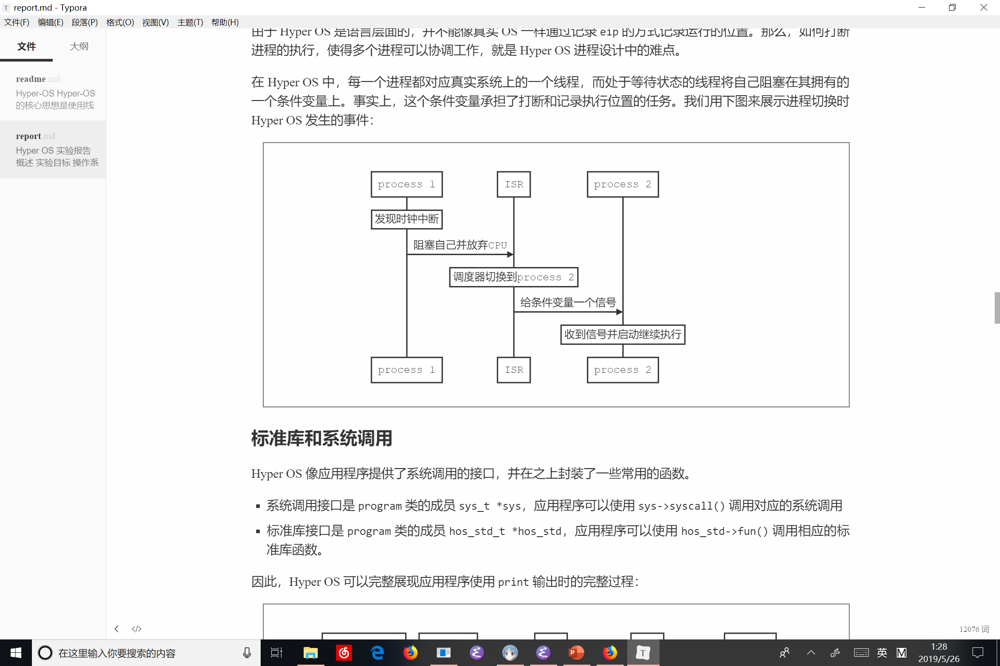 report.md - Typora
文件(F) 编辑(E) 段落(P) 格式(O) 视图(V) 主题(T) 帮助(H)
文件 大纲
readme.md
Hyper-OS Hyper-OS
的核心思想是使用线
report.md
Hyper OS 实验报告
概述 实验目标 操作系
由于 Hyper OS 是语言层面的，并不能像真实 OS 一样通过记录 eip 的方式记录运行的位置。那么，如何打断
进程的执行，使得多个进程可以协调工作，就是 Hyper OS 进程设计中的难点。
在 Hyper OS 中，每一个进程都对应真实系统上的一个线程，而处于等待状态的线程将自己阻塞在其拥有的
一个条件变量上。事实上，这个条件变量承担了打断和记录执行位置的任务。我们用下图来展示进程切换时
Hyper OS 发生的事件：
process 1 ISR process 2
发现时钟中断
阻塞自己并放弃CPU
调度器切换到process 2
给条件变量一个信号
收到信号并启动继续执行
process 1 ISR process 2
标准库和系统调用
Hyper OS 像应用程序提供了系统调用的接口，并在之上封装了一些常用的函数。
系统调用接口是 program 类的成员 sys_t *sys，应用程序可以使用 sys->syscall() 调用对应的系统调用
标准库接口是 program 类的成员 hos_std_t *hos_std，应用程序可以使用 hos_std->fun() 调用相应的标
准库函数。
因此，Hyper OS 可以完整展现应用程序使用 print 输出时的完整过程：
12076 词
在这里输入你要搜索的内容
英 M
1:28
2019/5/26